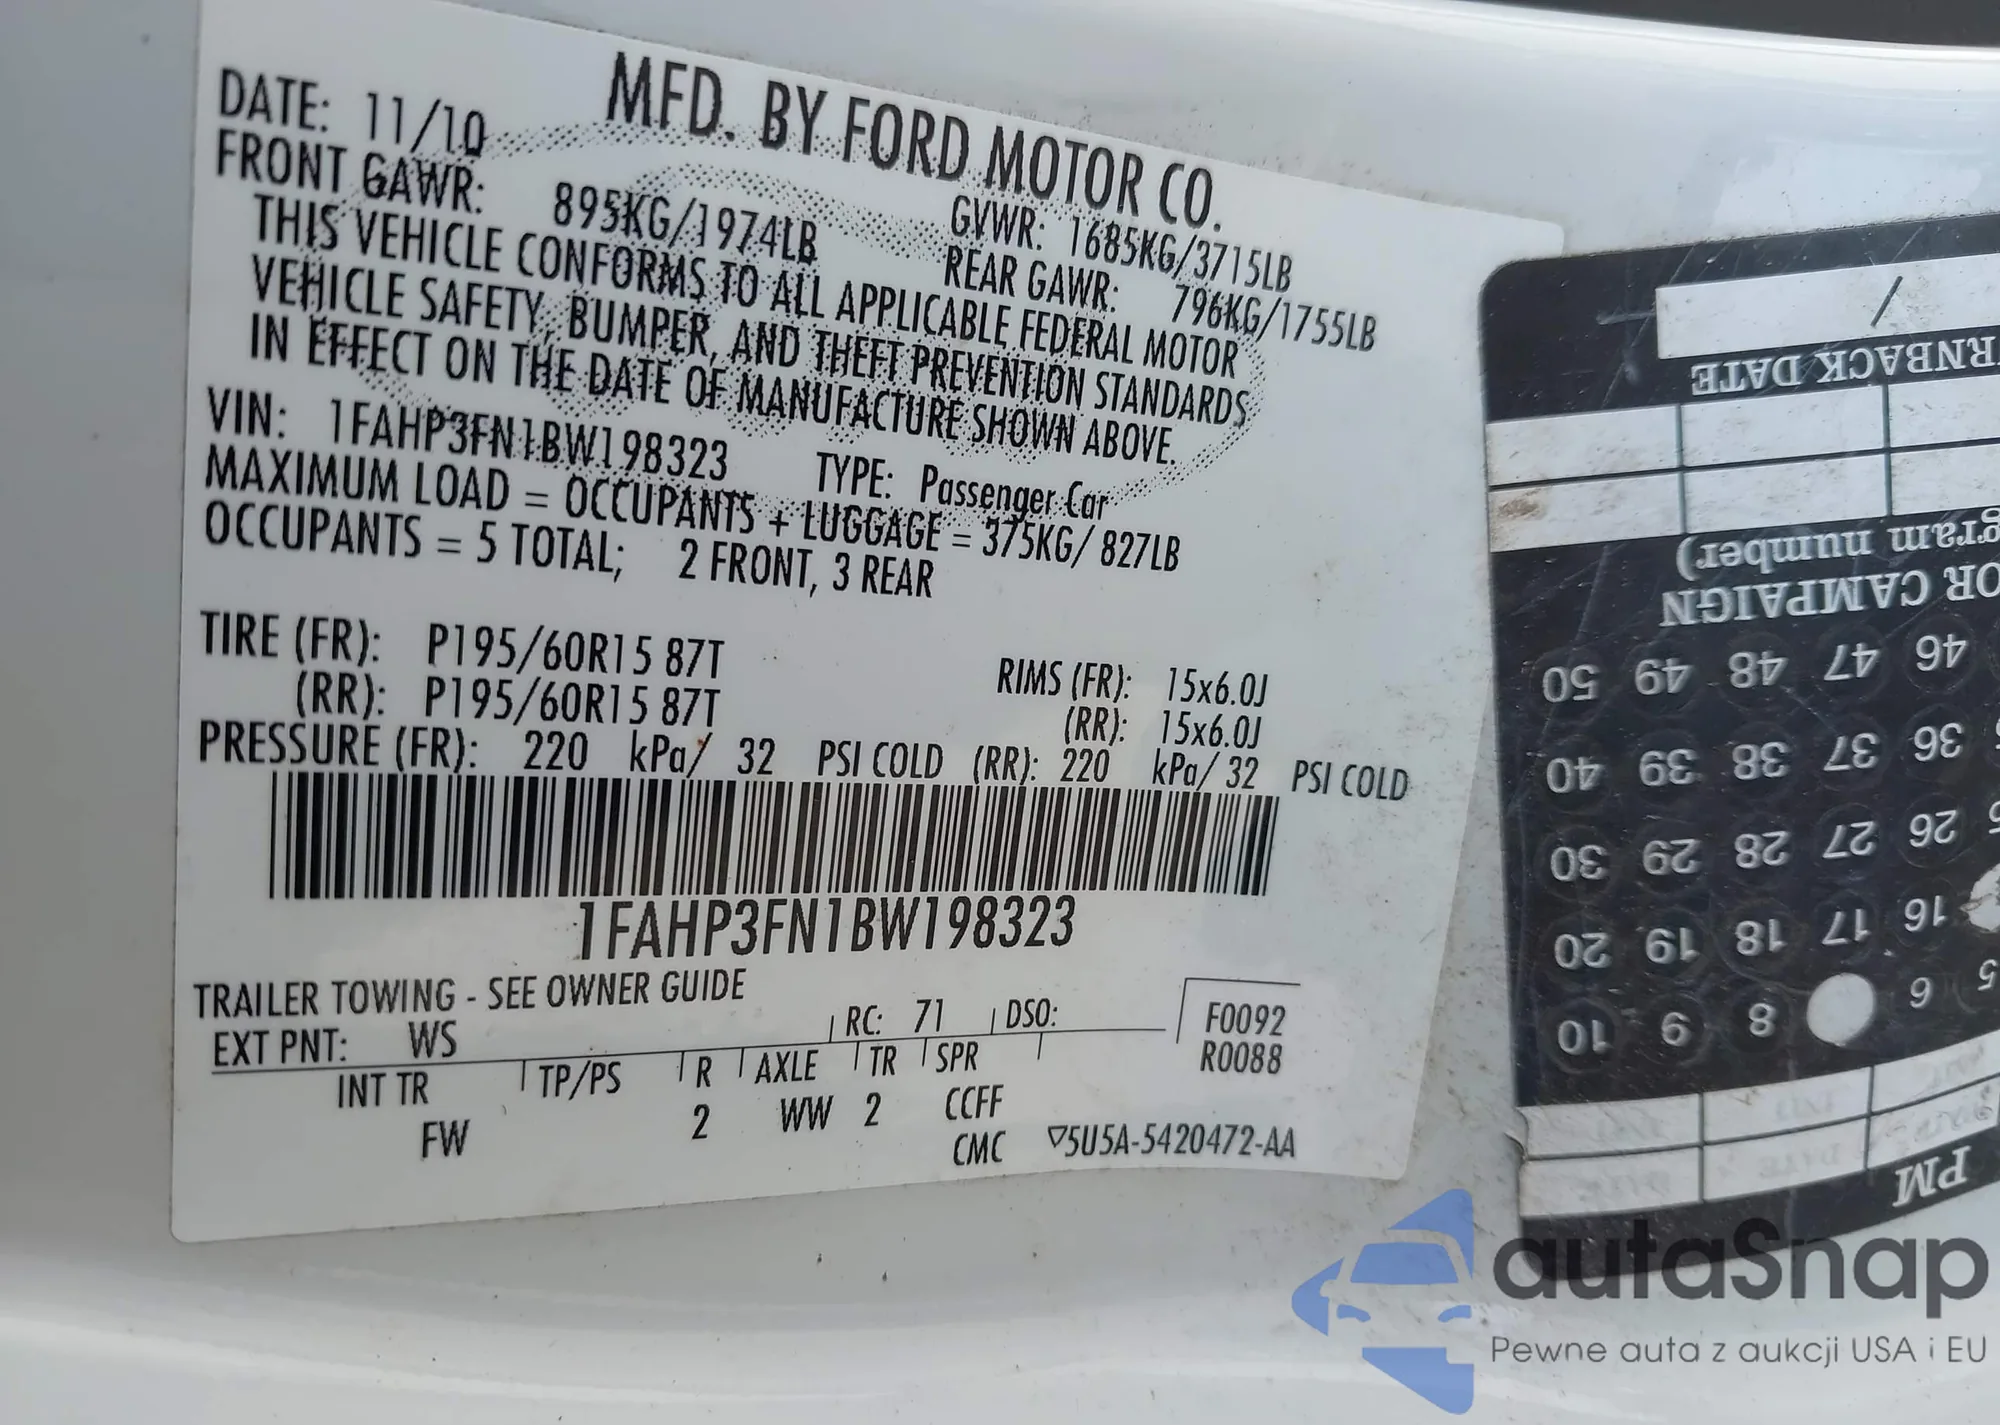 MFD. BY FORD MOTOR CO.
DATE: 11/10 GVWR: 1685KG/3715LB
FRONT GAWR: 895KG/1974LB REAR GAWR: 796KG/1755LB
THIS VEHICLE CONFORMS TO ALL APPLICABLE FEDERAL MOTOR
VEHICLE SAFETY, BUMPER, AND THEFT PREVENTION STANDARDS
IN EFFECT ON THE DATE OF MANUFACTURE SHOWN ABOVE.
VIN: 1FAHP3FN1BW198323 TYPE: Passenger Car
MAXIMUM LOAD = OCCUPANTS + LUGGAGE = 375KG/ 827LB
OCCUPANTS = 5 TOTAL; 2 FRONT, 3 REAR
TIRE (FR): P195/60R15 87T RIMS (FR): 15x6.0J
(RR): P195/60R15 87T (RR): 15x6.0J
PRESSURE (FR): 220 kPa/ 32 PSI COLD (RR): 220 kPa/ 32 PSI COLD
1FAHP3FN1BW198323
TRAILER TOWING - SEE OWNER GUIDE
EXT PNT: WS RC: 71 DSO: F0092
R0088
INT TR TP/PS R AXLE TR SPR
FW 2 WW 2 CCFF
CMC ▽5U5A-5420472-AA
PM
10 9 8 6 5
20 19 18 17 16
30 29 28 27 26
40 39 38 37 36
50 49 48 47 46
OR CAMPAIGN
gram number)
RNBACK DATE
/
autaSnap
Pewne auta z aukcji USA i EU